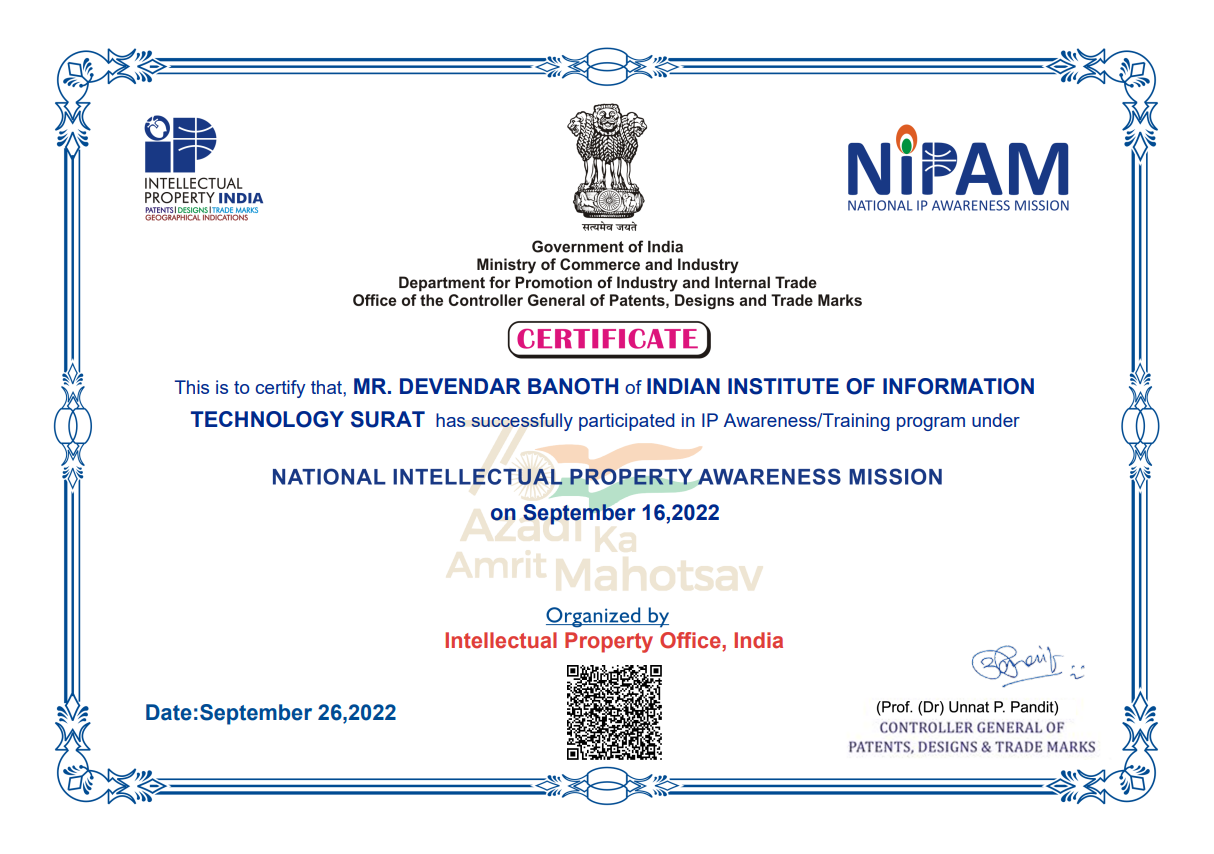 INTELLECTUAL
PROPERTY INDIA
PATENTS | DESIGNS | TRADE MARKS
GEOGRAPHICAL INDICATIONS
सत्यमेव जयते
NiPAM
NATIONAL IP AWARENESS MISSION
Government of India
Ministry of Commerce and Industry
Department for Promotion of Industry and Internal Trade
Office of the Controller General of Patents, Designs and Trade Marks
CERTIFICATE
This is to certify that, MR. DEVENDAR BANOTH of INDIAN INSTITUTE OF INFORMATION
TECHNOLOGY SURAT has successfully participated in IP Awareness/Training program under
NATIONAL INTELLECTUAL PROPERTY AWARENESS MISSION
on September 16,2022
Azadi Ka
Amrit Mahotsav
Organized by
Intellectual Property Office, India
Date:September 26,2022
(Prof. (Dr) Unnat P. Pandit)
CONTROLLER GENERAL OF
PATENTS, DESIGNS & TRADE MARKS